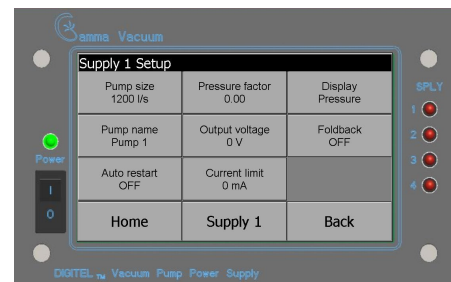 Gamma Vacuum
Supply 1 Setup
Pump size
1200 l/s
Pressure factor
0.00
Display
Pressure
SPLY
1
Pump name
Pump 1
Output voltage
0 V
Foldback
OFF
2
Power
Auto restart
OFF
Current limit
0 mA
3
4
I
0
Home
Supply 1
Back
DIGITEL TM Vacuum Pump Power Supply